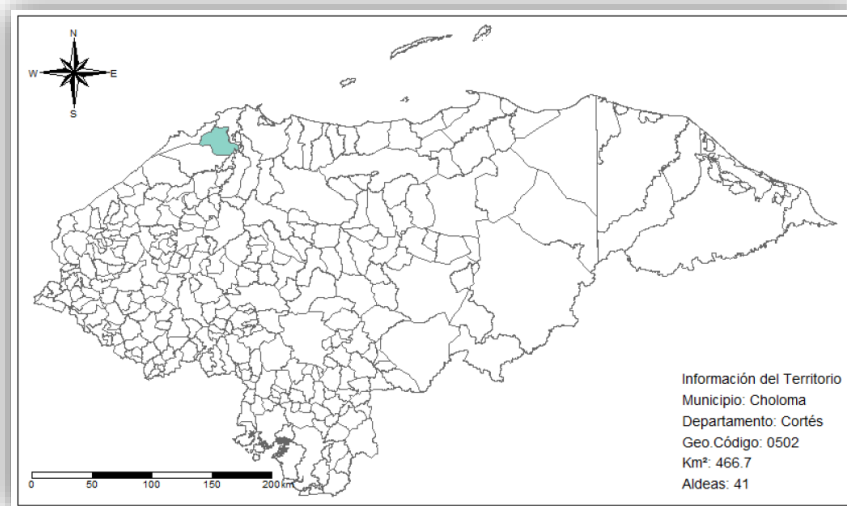 N
W E
S
Información del Territorio
Municipio: Choloma
Departamento: Cortés
Geo.Código: 0502
Km²: 466.7
Aldeas: 41
0 50 100 150 200 km